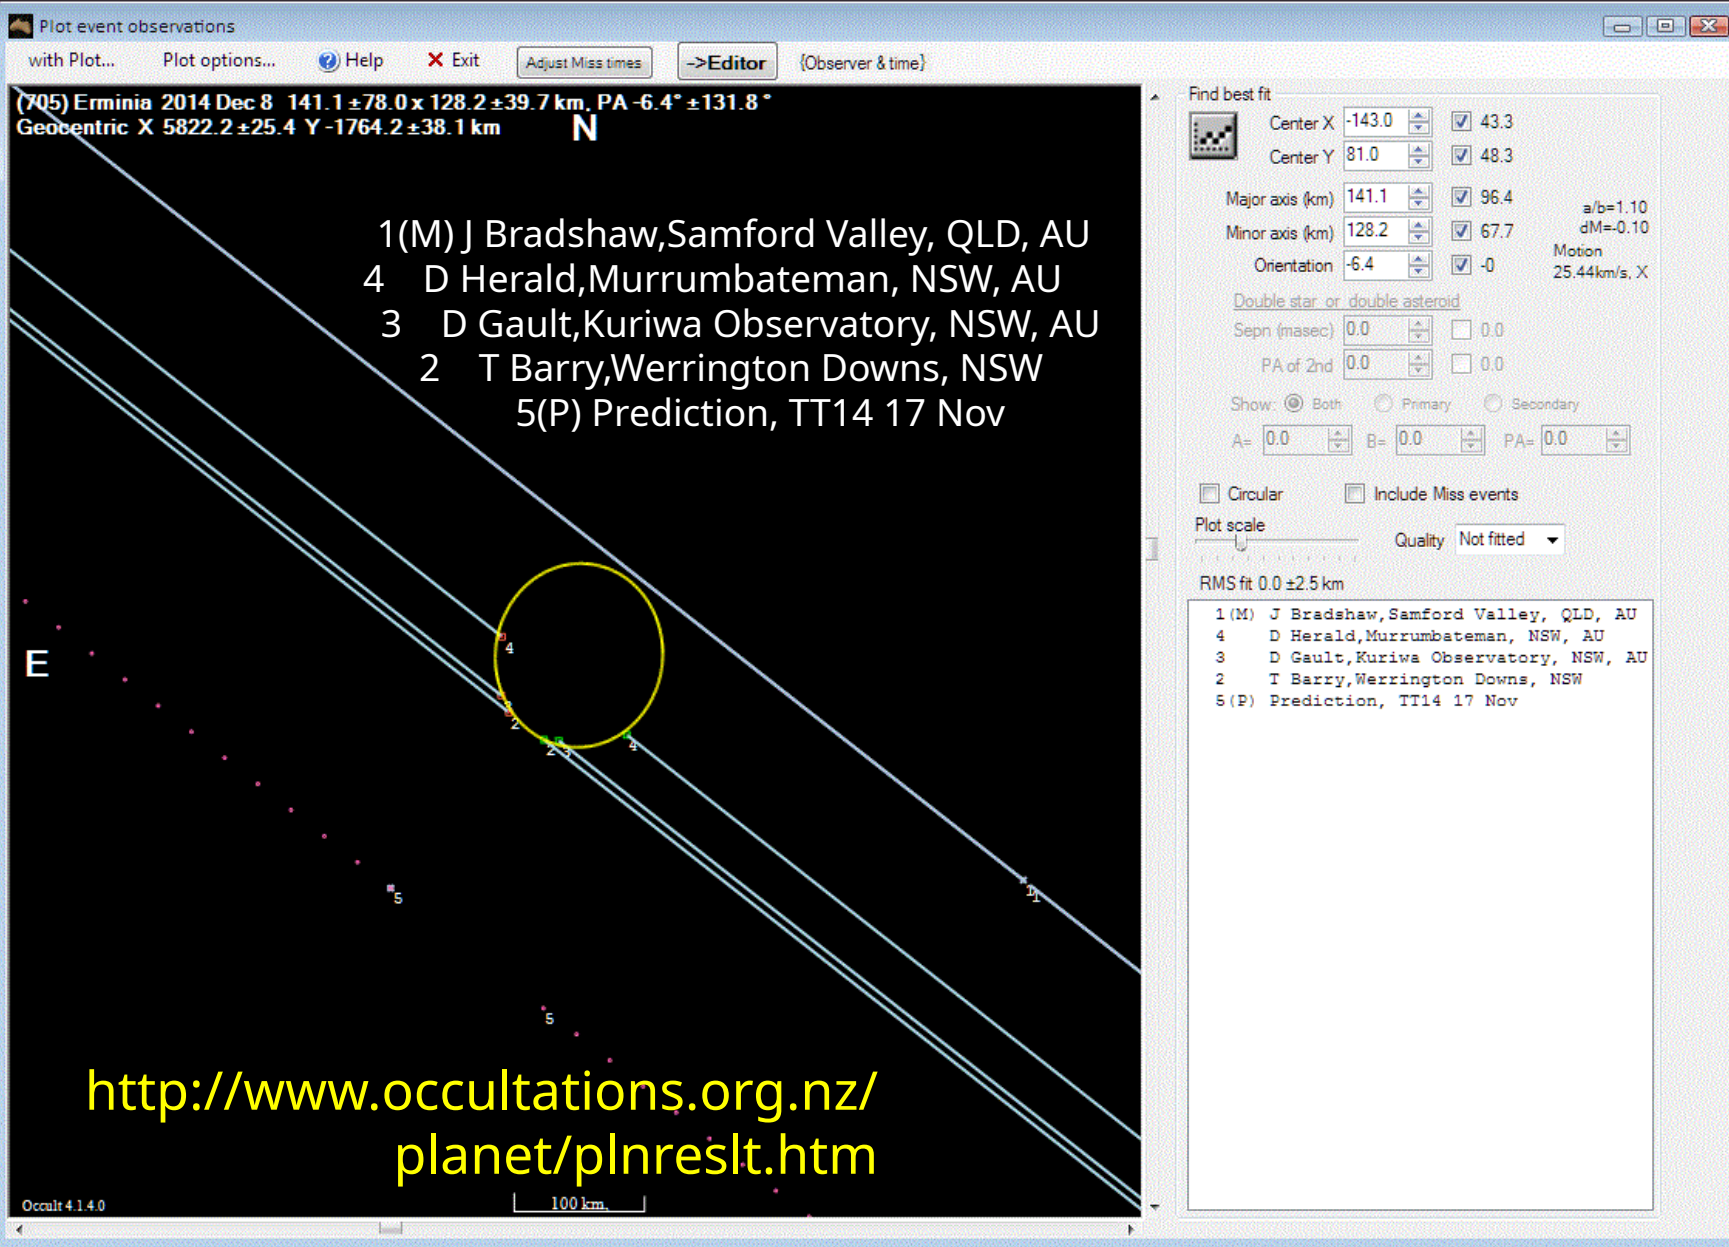 Plot event observations
with Plot... Plot options... Help Exit Adjust Miss times ->Editor {Observer & time}
(705) Erminia 2014 Dec 8 141.1 ±78.0 x 128.2 ±39.7 km, PA -6.4° ±131.8 °
Geocentric X 5822.2 ±25.4 Y -1764.2 ±38.1 km
N
1(M) J Bradshaw,Samford Valley, QLD, AU
4 D Herald,Murrumbateman, NSW, AU
3 D Gault,Kuriwa Observatory, NSW, AU
2 T Barry,Werrington Downs, NSW
5(P) Prediction, TT14 17 Nov
E
4
3
2
2 3 4
1 1
5
5
http://www.occultations.org.nz/
planet/plnreslt.htm
Occult 4.1.4.0
100 km.
Find best fit
Center X -143.0 43.3
Center Y 81.0 48.3
Major axis (km) 141.1 96.4
Minor axis (km) 128.2 67.7
Orientation -6.4 -0
a/b=1.10
dM=-0.10
Motion
25.44km/s, X
Double star or double asteroid
Sepn (masec) 0.0 0.0
PA of 2nd 0.0 0.0
Show: Both Primary Secondary
A= 0.0 B= 0.0 PA= 0.0
Circular Include Miss events
Plot scale
Quality Not fitted
RMS fit 0.0 ±2.5 km
1(M) J Bradshaw,Samford Valley, QLD, AU
4 D Herald,Murrumbateman, NSW, AU
3 D Gault,Kuriwa Observatory, NSW, AU
2 T Barry,Werrington Downs, NSW
5(P) Prediction, TT14 17 Nov